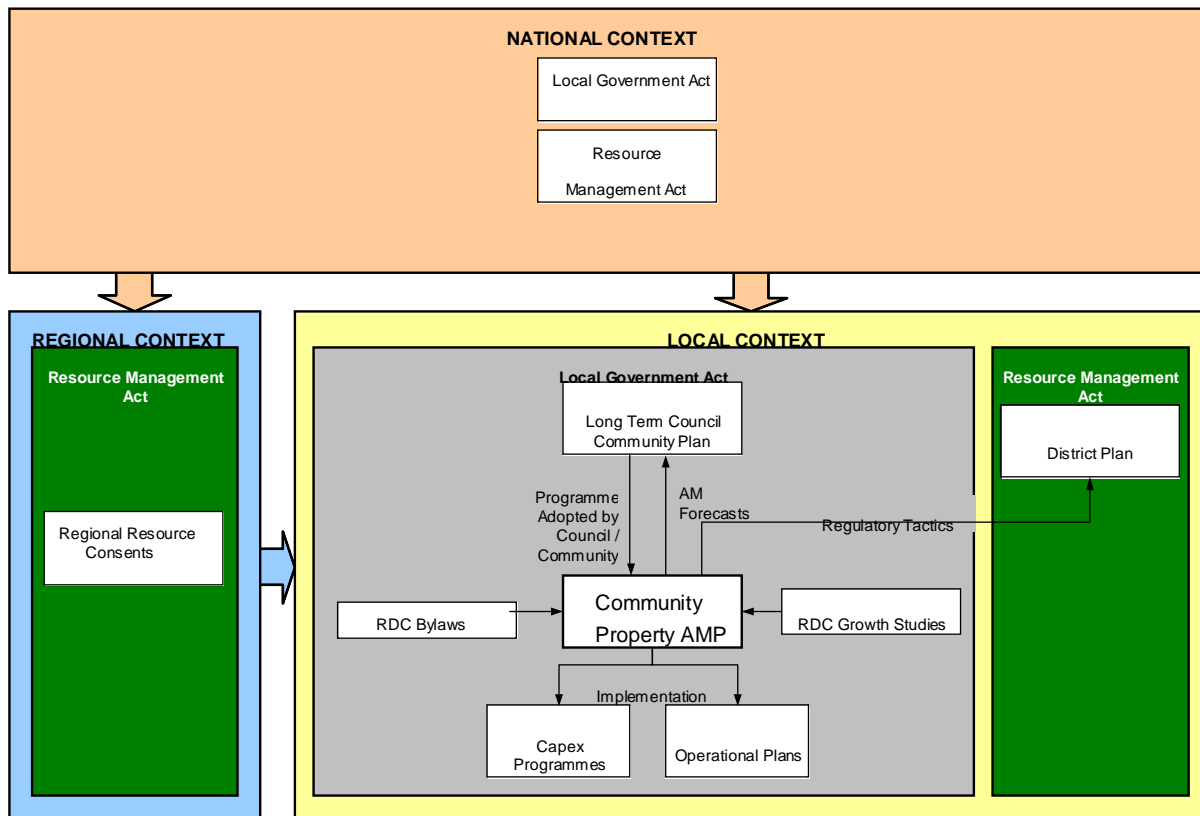 NATIONAL CONTEXT
Local Government Act
Resource
Management Act
REGIONAL CONTEXT
Resource Management
Act
Regional Resource
Consents
LOCAL CONTEXT
Local Government Act
Long Term Council
Community Plan
Programme
Adopted by
Council /
Community
AM
Forecasts
Regulatory Tactics
Community
Property AMP
RDC Bylaws
RDC Growth Studies
Implementation
Capex
Programmes
Operational Plans
Resource Management
Act
District Plan